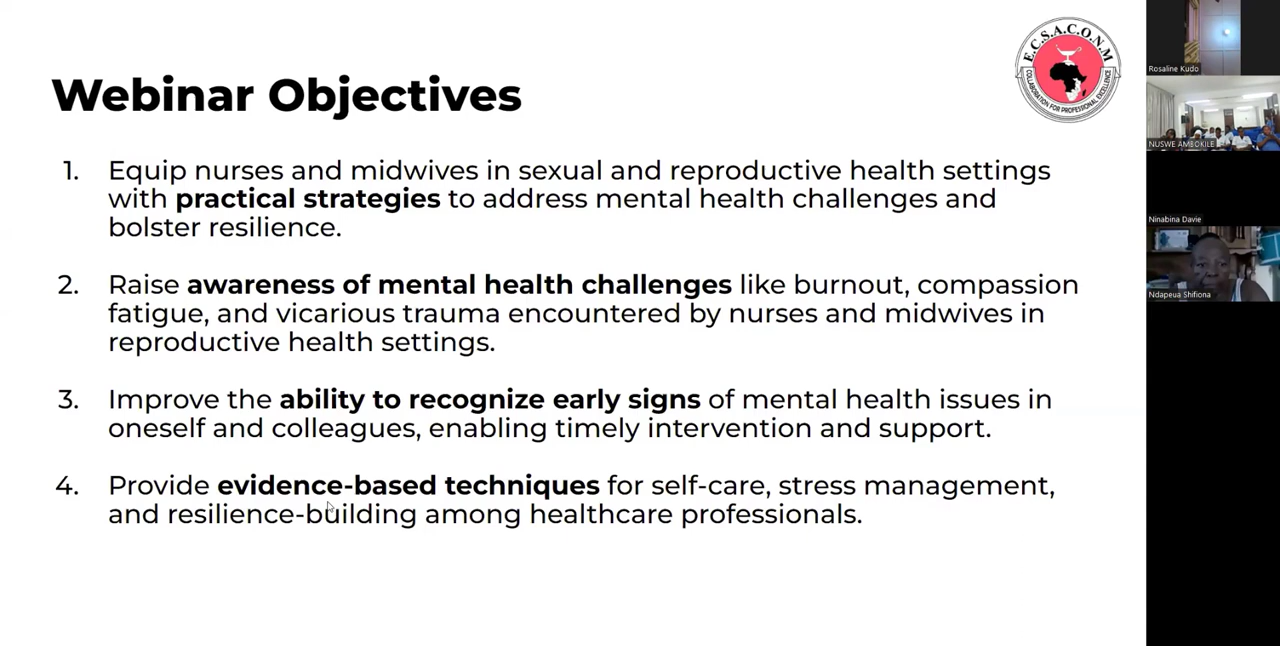 Webinar Objectives
E.C.S.A.C.O.N.M
COLLABORATION FOR PROFESSIONAL EXCELLENCE
1. Equip nurses and midwives in sexual and reproductive health settings
with practical strategies to address mental health challenges and
bolster resilience.
2. Raise awareness of mental health challenges like burnout, compassion
fatigue, and vicarious trauma encountered by nurses and midwives in
reproductive health settings.
3. Improve the ability to recognize early signs of mental health issues in
oneself and colleagues, enabling timely intervention and support.
4. Provide evidence-based techniques for self-care, stress management,
and resilience-building among healthcare professionals.
Rosaline Kudo
NUSWE AMBOKILE
Ninabina Davie
Ndapeua Shifiona